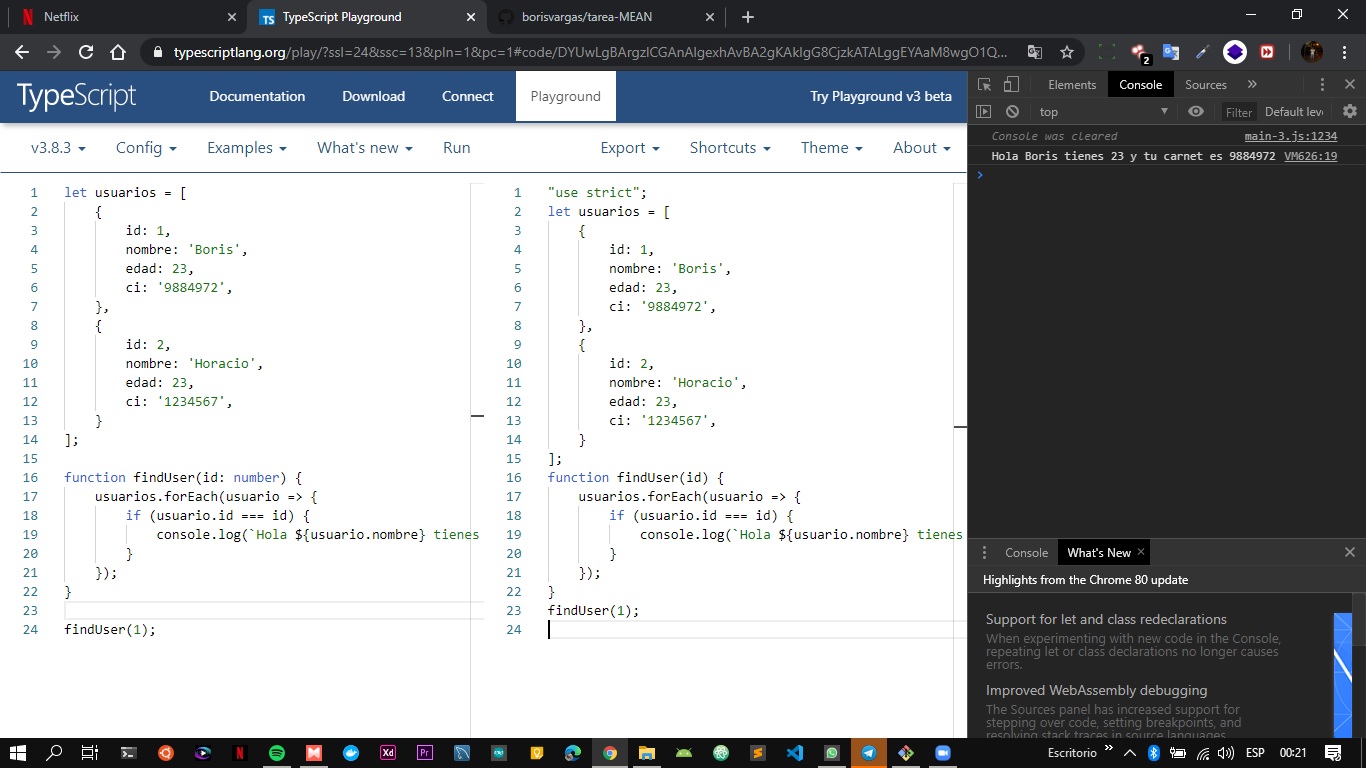 Netflix
TS TypeScript Playground
borisvargas/tarea-MEAN
typescriptlang.org/play/?ssl=24&ssc=13&pln=1&pc=1#code/DYUwLgBArgzlCGAnAlgexhAvBA2gKAklgG8CjzkATALggEYAaM8wgO1Q...
2
TypeScript
Documentation
Download
Connect
Playground
Try Playground v3 beta
v3.8.3
Config
Examples
What's new
Run
Export
Shortcuts
Theme
About
1 let usuarios = [
2 {
3 id: 1,
4 nombre: 'Boris',
5 edad: 23,
6 ci: '9884972',
7 },
8 {
9 id: 2,
10 nombre: 'Horacio',
11 edad: 23,
12 ci: '1234567',
13 }
14 ];
15
16 function findUser(id: number) {
17 usuarios.forEach(usuario => {
18 if (usuario.id === id) {
19 console.log(`Hola ${usuario.nombre} tienes
20 }
21 });
22 }
23
24 findUser(1);
1 "use strict";
2 let usuarios = [
3 {
4 id: 1,
5 nombre: 'Boris',
6 edad: 23,
7 ci: '9884972',
8 },
9 {
10 id: 2,
11 nombre: 'Horacio',
12 edad: 23,
13 ci: '1234567',
14 }
15 ];
16 function findUser(id) {
17 usuarios.forEach(usuario => {
18 if (usuario.id === id) {
19 console.log(`Hola ${usuario.nombre} tienes
20 }
21 });
22 }
23 findUser(1);
24
Elements
Console
Sources
top
Filter
Default leve
Console was cleared main-3.js:1234
Hola Boris tienes 23 y tu carnet es 9884972 VM626:19
Console
What's New
Highlights from the Chrome 80 update
Support for let and class redeclarations
When experimenting with new code in the Console,
repeating let or class declarations no longer causes
errors.
Improved WebAssembly debugging
The Sources panel has increased support for
stepping over code, setting breakpoints, and
resolving stack traces in source languages.
Xd
Pr
Escritorio
ESP
00:21